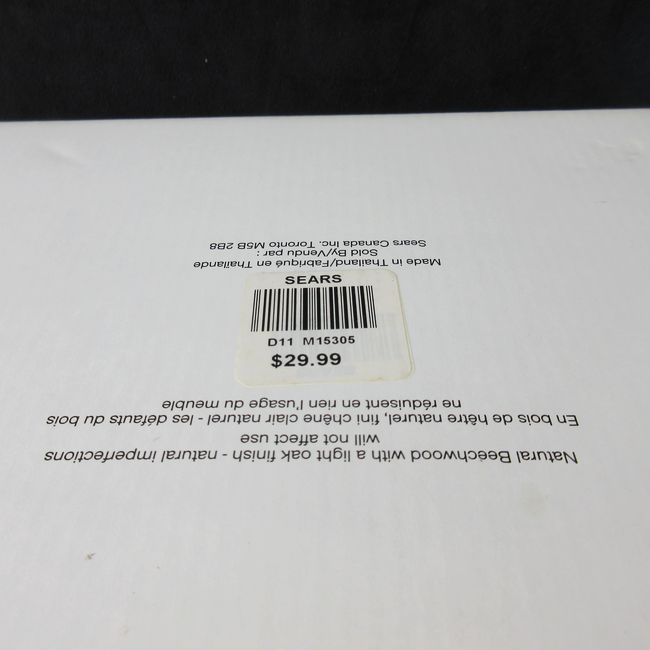 Natural Beechwood with a light oak finish - natural imperfections
will not affect use
En bois de hêtre naturel, fini chêne clair naturel - les défauts du bois
ne réduisent en rien l'usage du meuble
SEARS
D11 M15305
$29.99
Made in Thailand/Fabriqué en Thaïlande
Sold By/Vendu par :
Sears Canada Inc. Toronto M5B 2B8